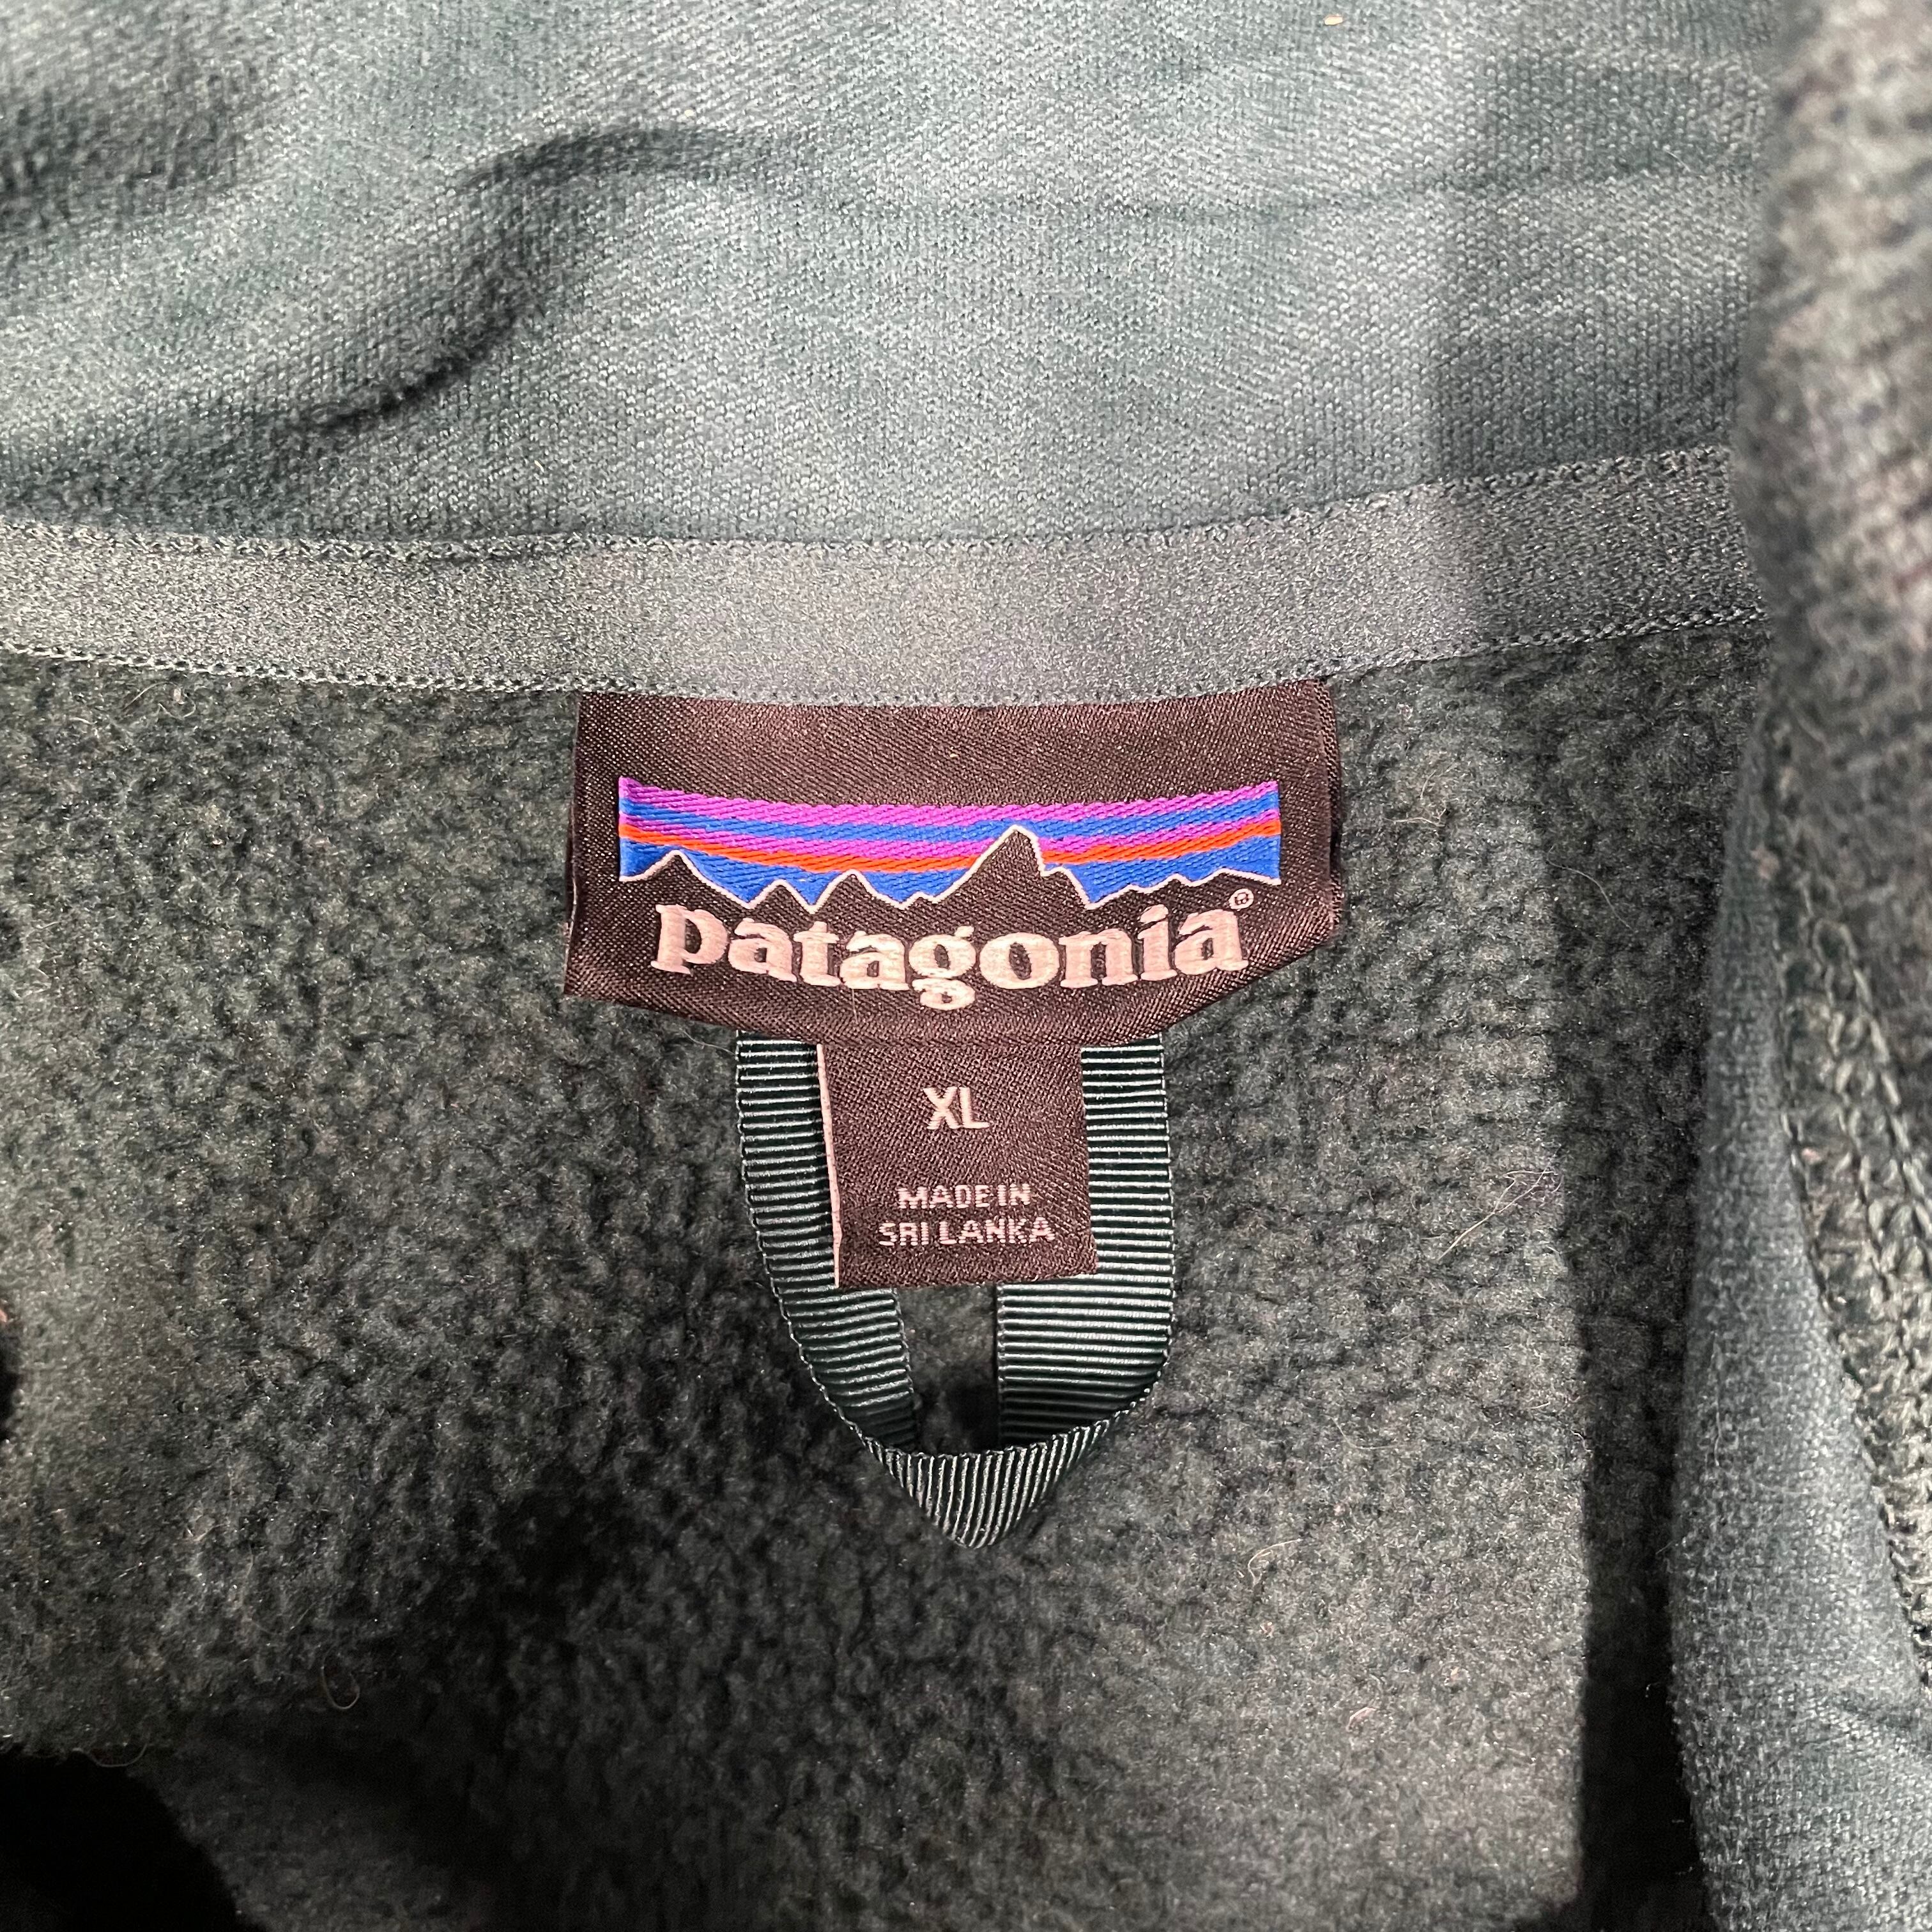 patagonia®
XL
MADE IN
SRI LANKA